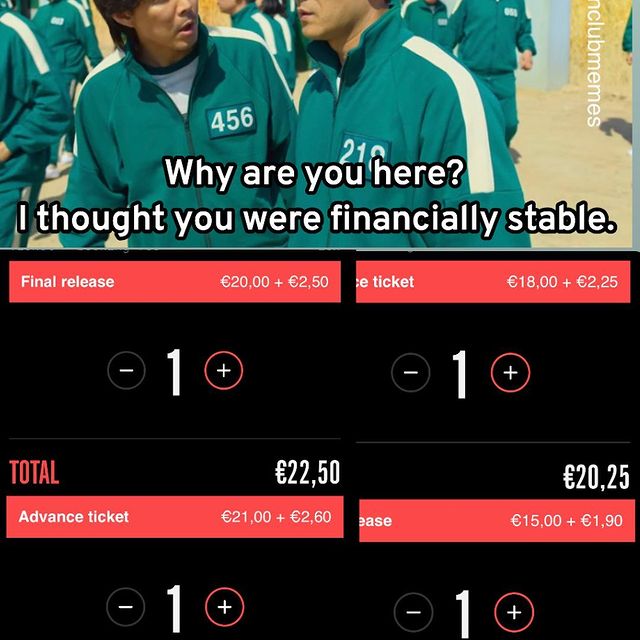 nclubmemes
456
218
Why are you here?
I thought you were financially stable.
Final release €20,00 + €2,50
− 1 +
TOTAL €22,50
ce ticket €18,00 + €2,25
− 1 +
€20,25
Advance ticket €21,00 + €2,60
− 1 +
ease €15,00 + €1,90
− 1 +